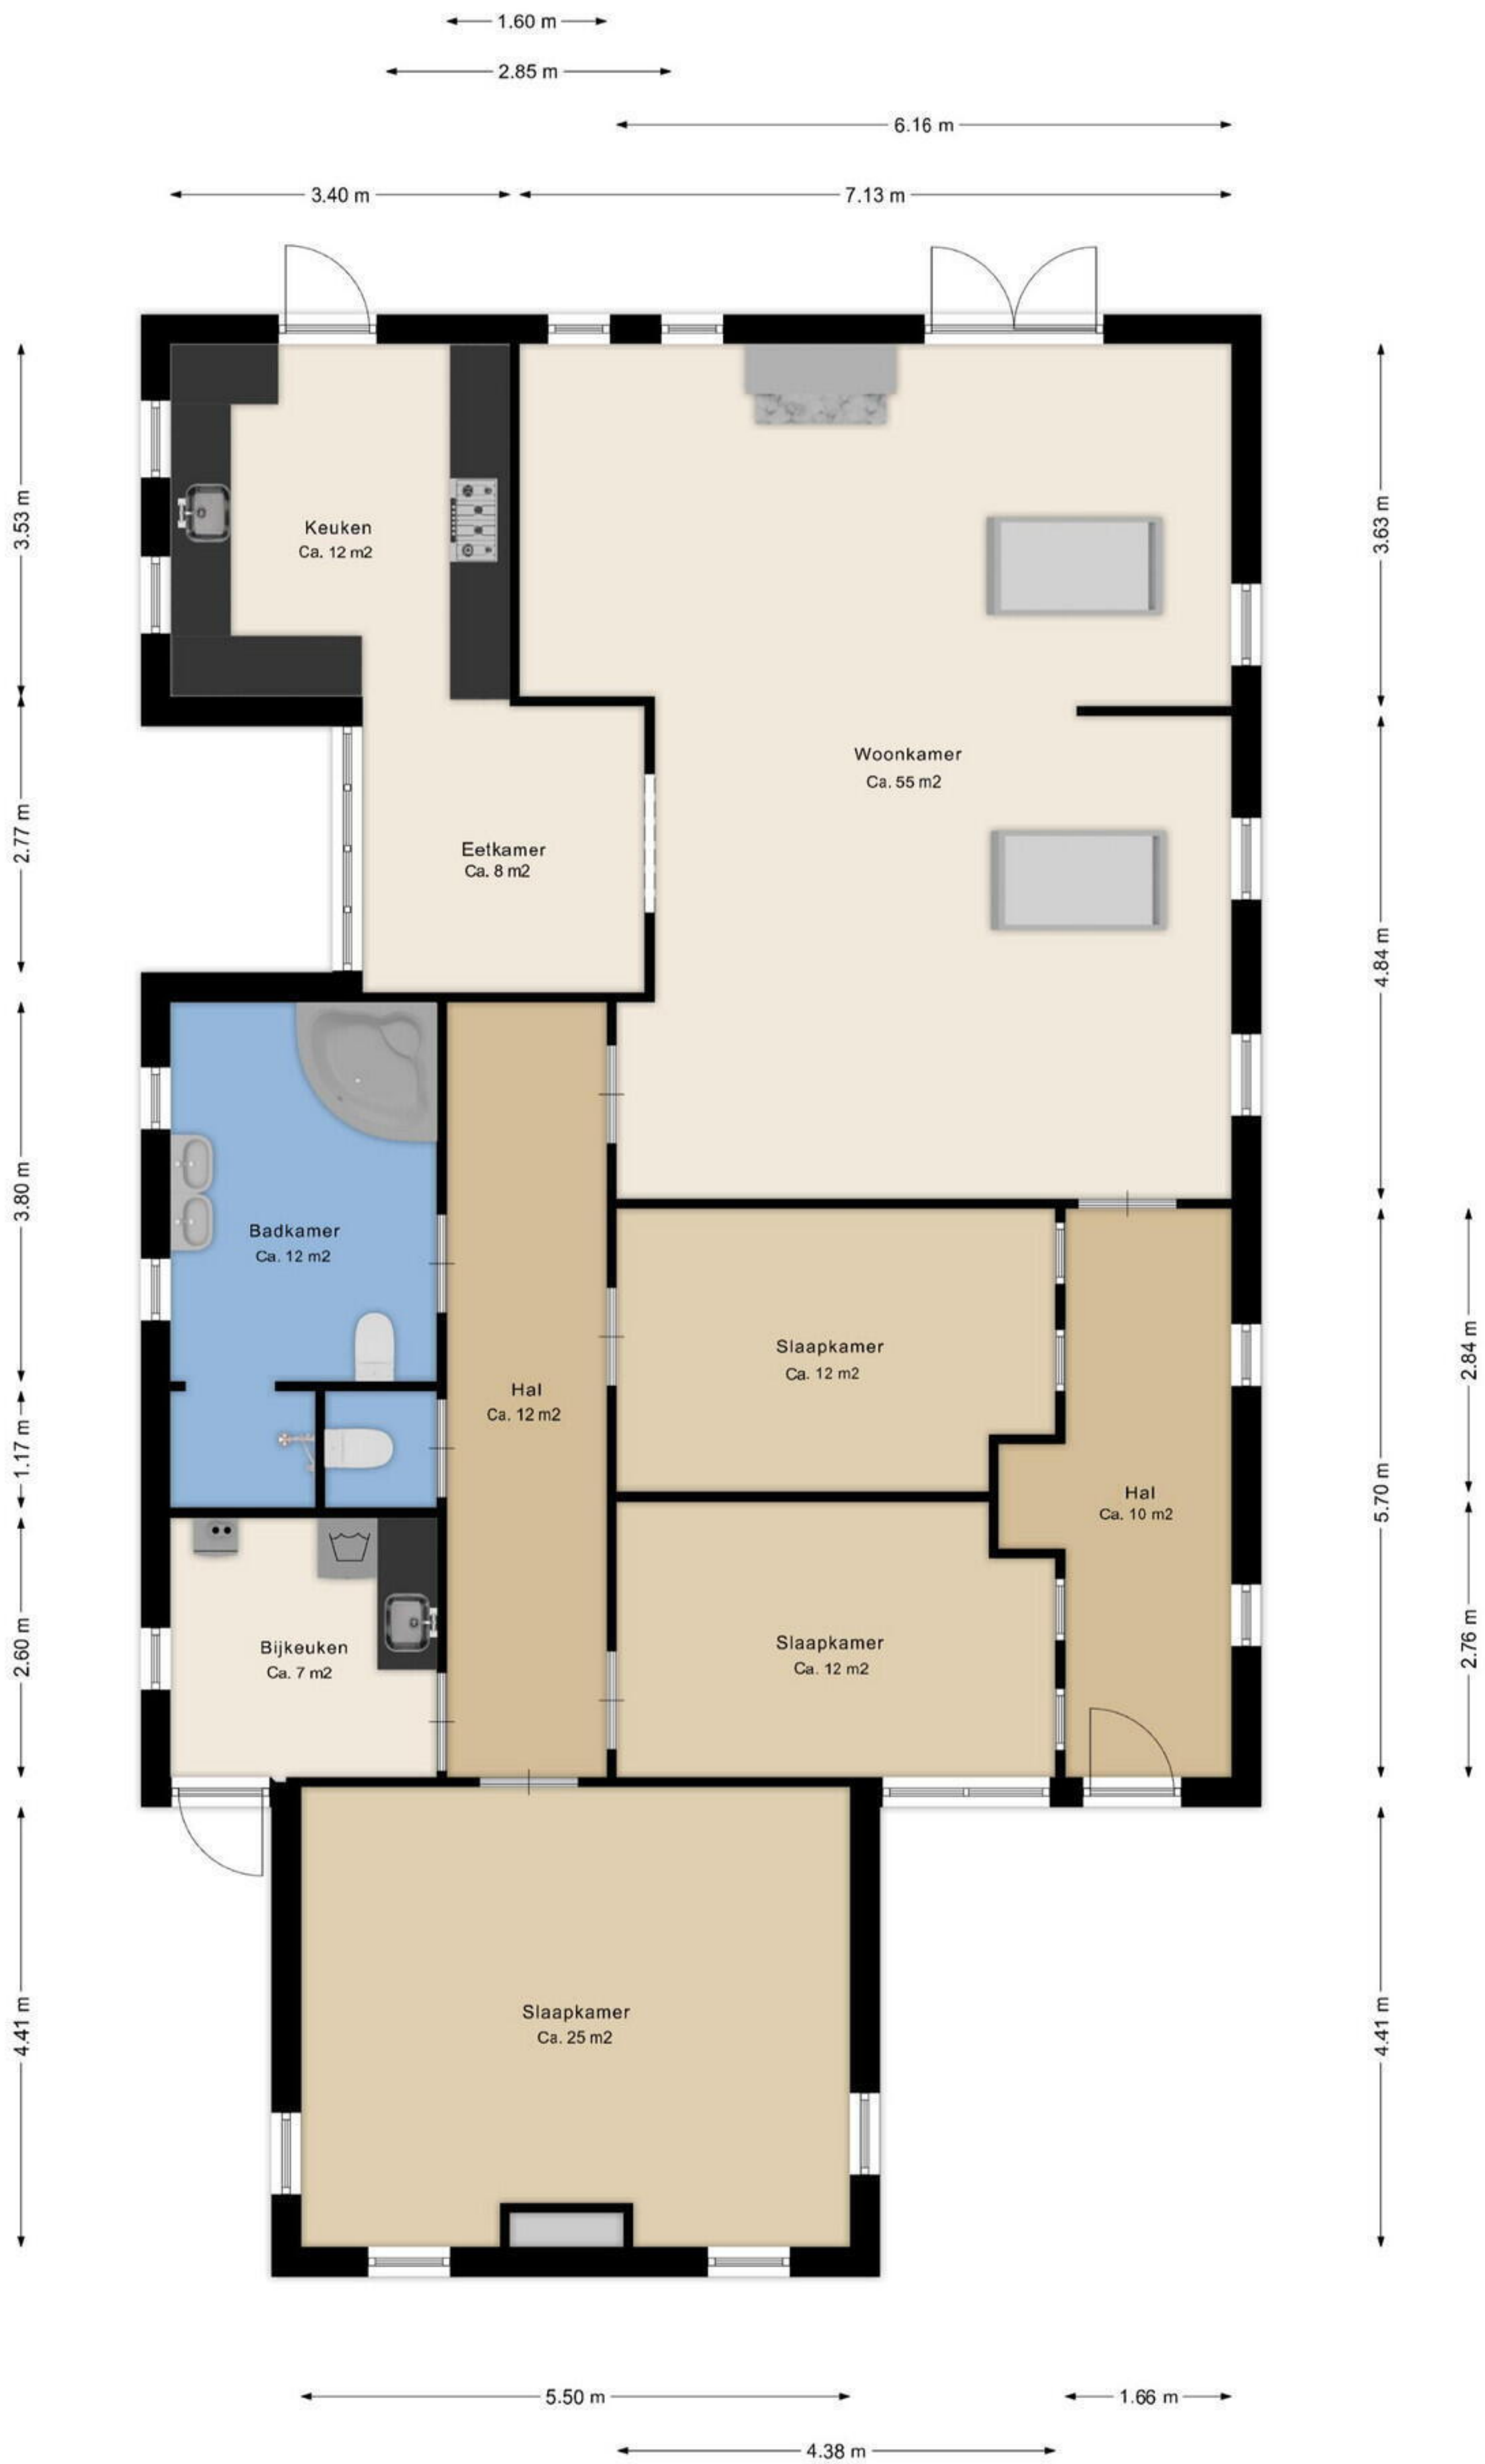 1.60 m
2.85 m
6.16 m
3.40 m
7.13 m
3.53 m
2.77 m
3.80 m
1.17 m
2.60 m
4.41 m
Keuken
Ca. 12 m2
Woonkamer
Ca. 55 m2
Eetkamer
Ca. 8 m2
Badkamer
Ca. 12 m2
Hal
Ca. 12 m2
Slaapkamer
Ca. 12 m2
Hal
Ca. 10 m2
Bijkeuken
Ca. 7 m2
Slaapkamer
Ca. 12 m2
Slaapkamer
Ca. 25 m2
3.63 m
4.84 m
5.70 m
4.41 m
2.84 m
2.76 m
5.50 m
1.66 m
4.38 m